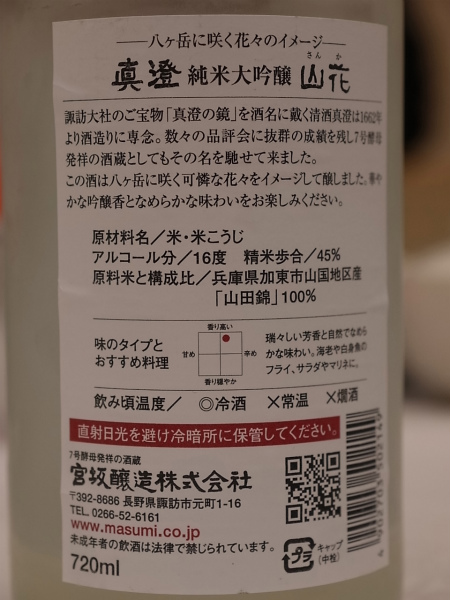 八ヶ岳に咲く花々のイメージ
真澄 純米大吟醸 山花
さんか
諏訪大社のご宝物「真澄の鏡」を酒名に戴く清酒真澄は1662年
より酒造りに専念。数々の品評会に抜群の成績を残し7号酵母
発祥の酒蔵としてもその名を馳せて来ました。
この酒は八ヶ岳に咲く可憐な花々をイメージして醸しました。華や
かな吟醸香となめらかな味わいをお楽しみください。
原材料名／米・米こうじ
アルコール分／16度 精米歩合／45%
原料米と構成比／兵庫県加東市山国地区産
「山田錦」100%
味のタイプと
おすすめ料理
香り高い
甘め
辛め
香り穏やか
瑞々しい芳香と自然でなめら
かな味わい。海老や白身魚の
フライ、サラダやマリネに。
飲み頃温度／ ◎冷酒 ×常温 ×燗酒
直射日光を避け冷暗所に保管してください。
7号酵母発祥の酒蔵
宮坂醸造株式会社
〒392-8686 長野県諏訪市元町1-16
TEL. 0266-52-6161
www.masumi.co.jp
未成年者の飲酒は法律で禁じられています。
720ml
プラ
キャップ
(中栓)